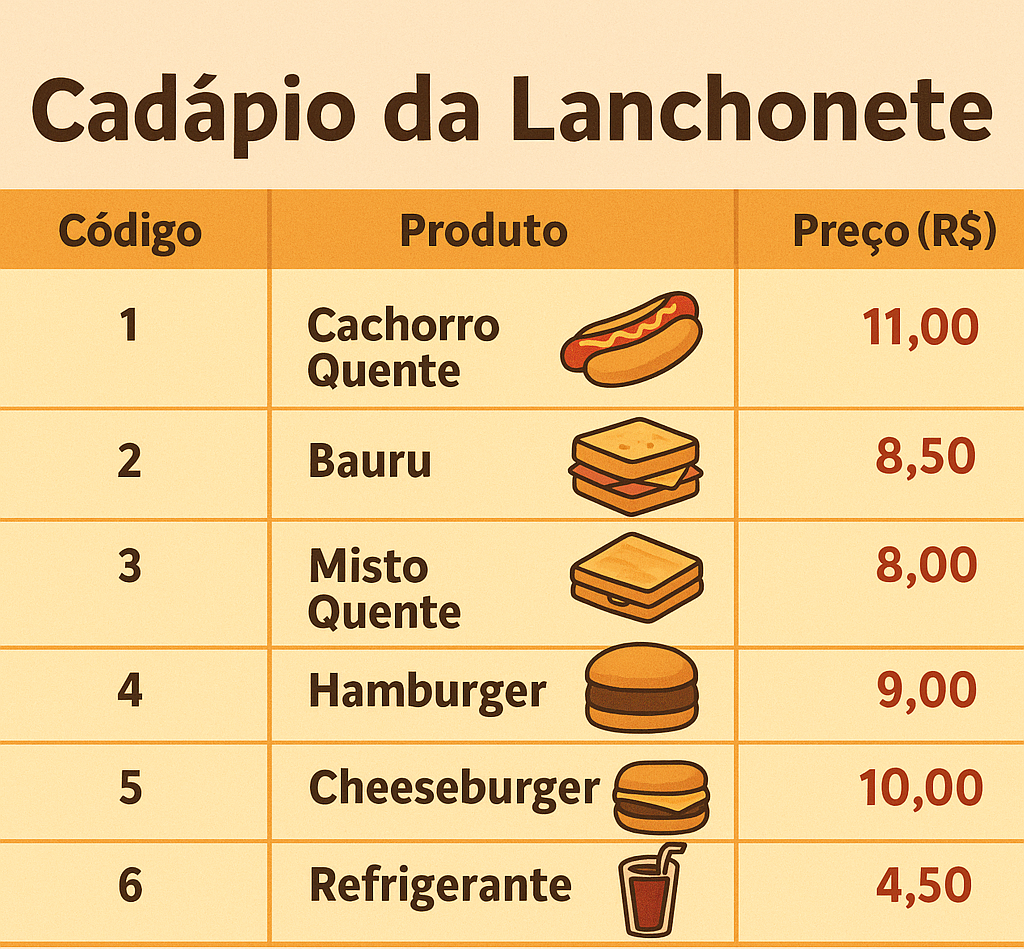 Cadápio da Lanchonete
Código Produto Preço (R$)
1 Cachorro Quente 11,00
2 Bauru 8,50
3 Misto Quente 8,00
4 Hamburger 9,00
5 Cheeseburger 10,00
6 Refrigerante 4,50